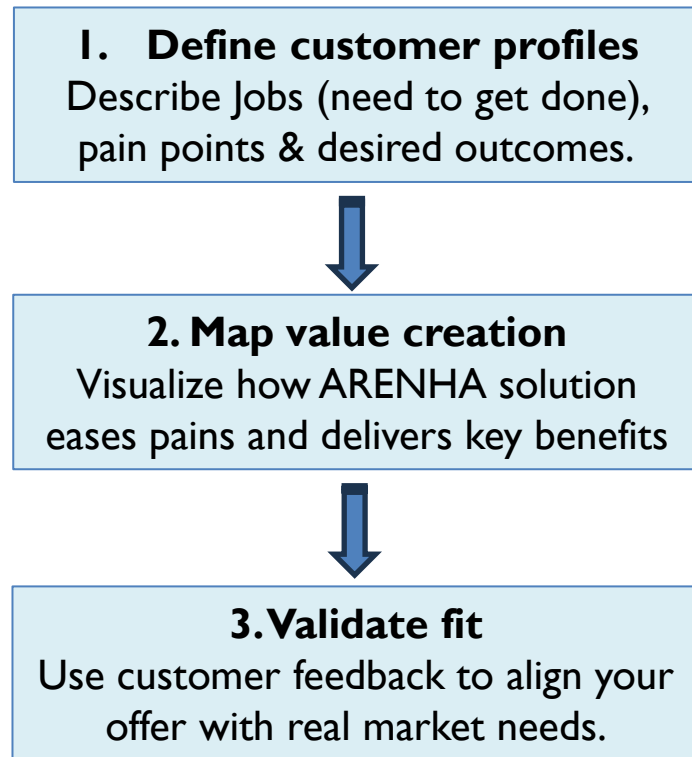 1. Define customer profiles
Describe Jobs (need to get done),
pain points & desired outcomes.
2. Map value creation
Visualize how ARENHA solution
eases pains and delivers key benefits
3. Validate fit
Use customer feedback to align your
offer with real market needs.